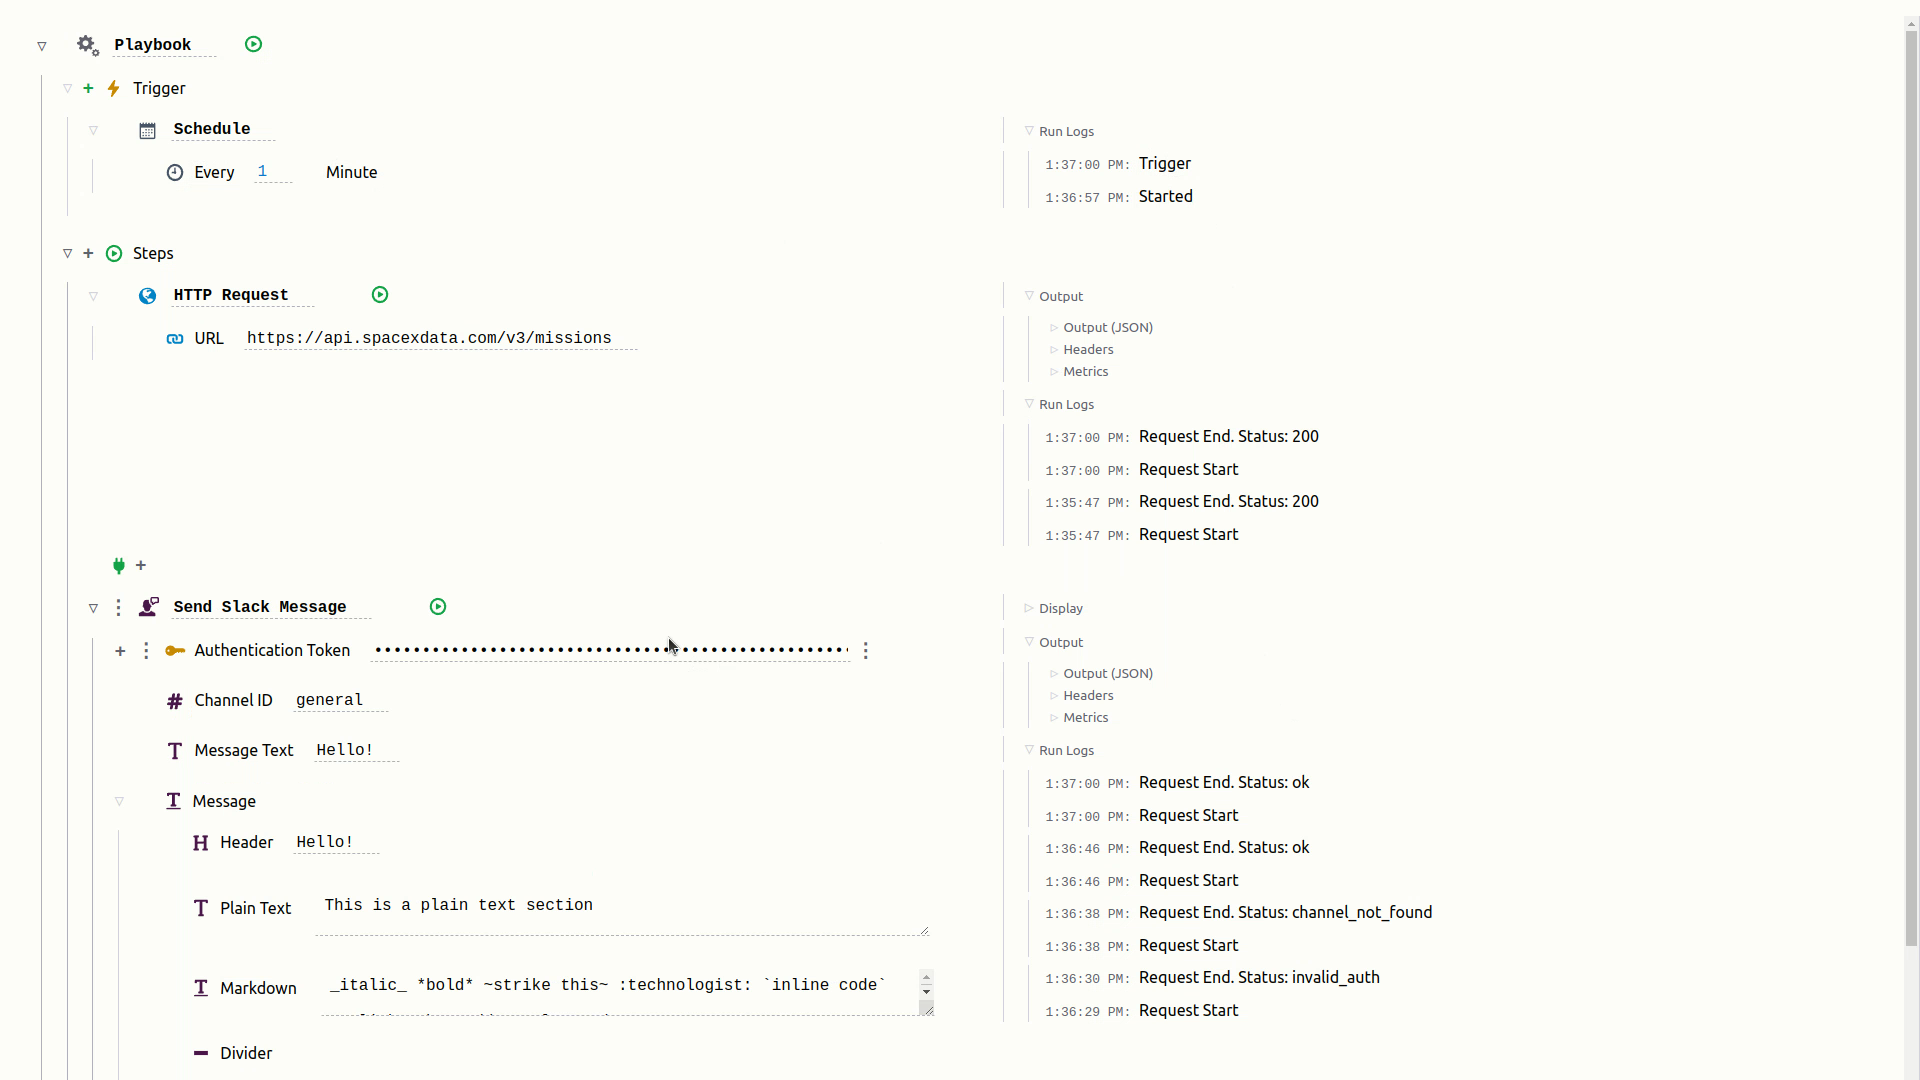 Playbook
Trigger
Schedule
Every 1 Minute
Run Logs
1:37:00 PM: Trigger
1:36:57 PM: Started
Steps
HTTP Request
URL https://api.spacexdata.com/v3/missions
Output
Output (JSON)
Headers
Metrics
Run Logs
1:37:00 PM: Request End. Status: 200
1:37:00 PM: Request Start
1:35:47 PM: Request End. Status: 200
1:35:47 PM: Request Start
Send Slack Message
Authentication Token
Channel ID general
Message Text Hello!
Message
Header Hello!
Plain Text This is a plain text section
Markdown _italic_ *bold* ~strike this~ :technologist: `inline code`
Divider
Display
Output
Output (JSON)
Headers
Metrics
Run Logs
1:37:00 PM: Request End. Status: ok
1:37:00 PM: Request Start
1:36:46 PM: Request End. Status: ok
1:36:46 PM: Request Start
1:36:38 PM: Request End. Status: channel_not_found
1:36:38 PM: Request Start
1:36:30 PM: Request End. Status: invalid_auth
1:36:29 PM: Request Start